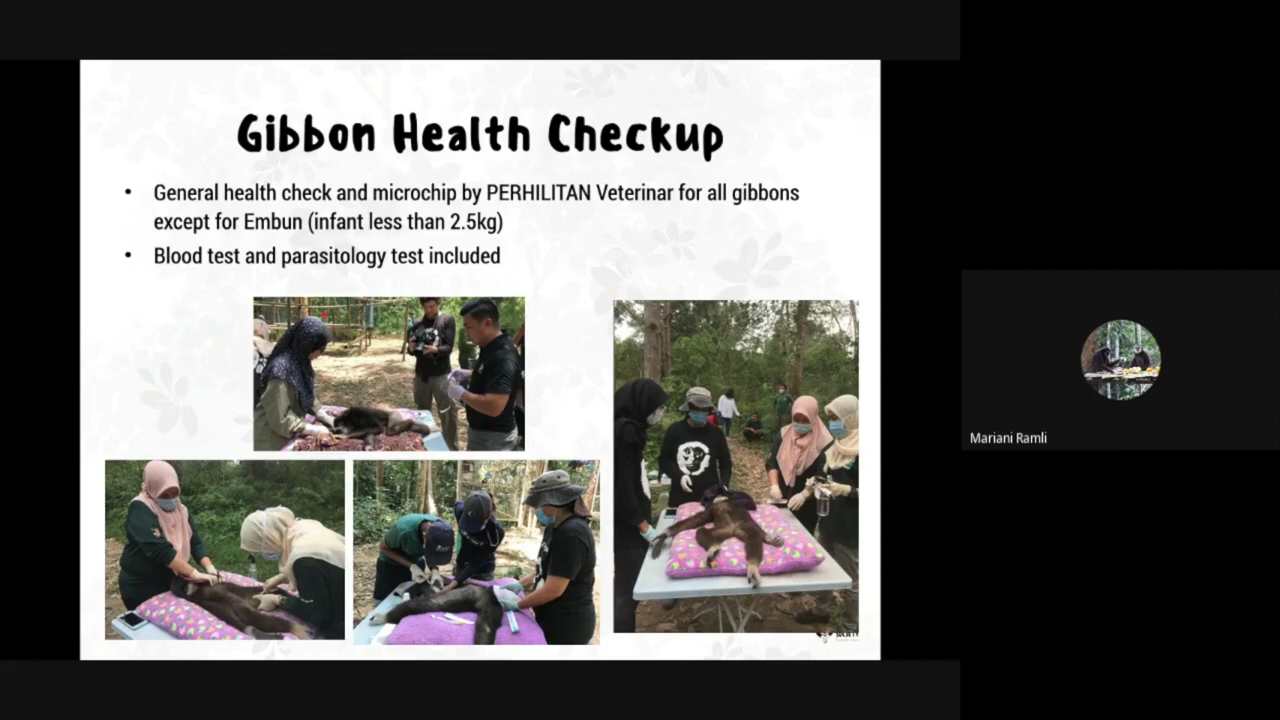 Gibbon Health Checkup
• General health check and microchip by PERHILITAN Veterinar for all gibbons
except for Embun (infant less than 2.5kg)
• Blood test and parasitology test included
SOCIETY
Mariani Ramli